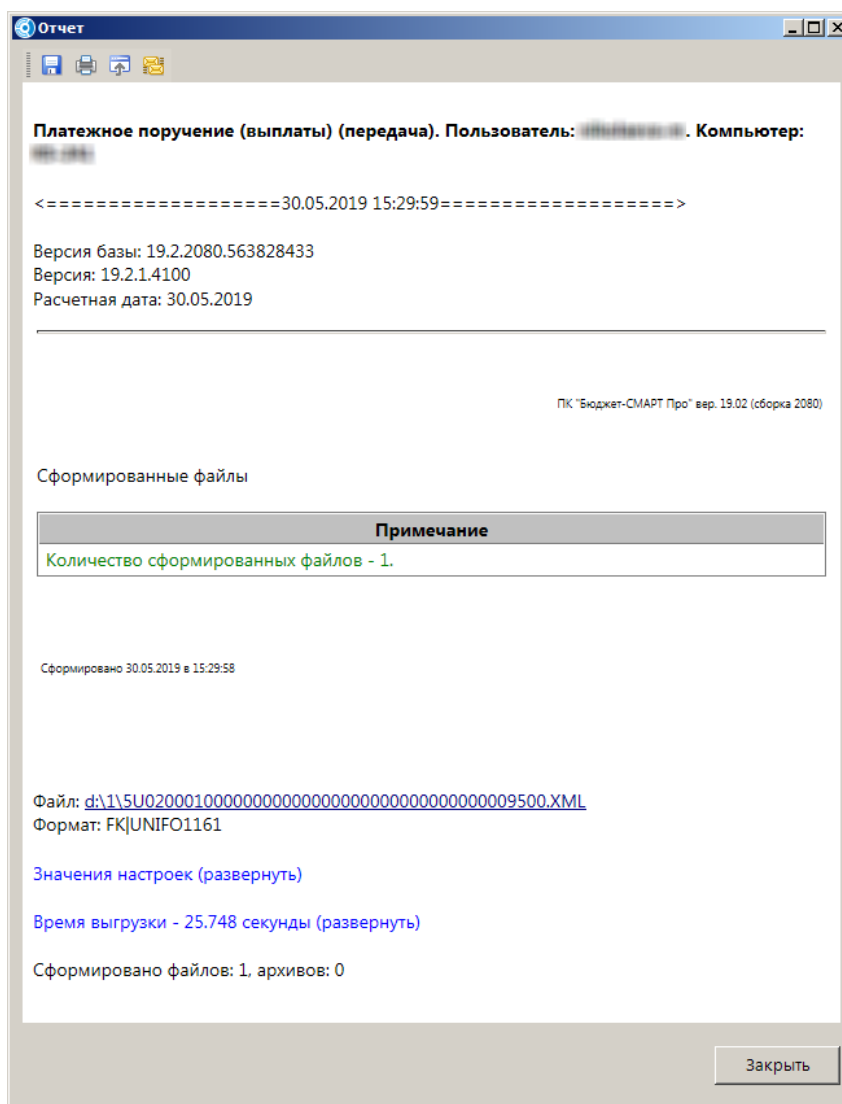 Отчет
Платежное поручение (выплаты) (передача). Пользователь: . Компьютер:
<====================30.05.2019 15:29:59===================>
Версия базы: 19.2.2080.563828433
Версия: 19.2.1.4100
Расчетная дата: 30.05.2019
ПК "Бюджет-СМАРТ Про" вер. 19.02 (сборка 2080)
Сформированные файлы
Примечание
Количество сформированных файлов - 1.
Сформировано 30.05.2019 в 15:29:58
Файл: d:\1\5U02000100000000000000000000000000000009500.XML
Формат: FK|UNIFO1161
Значения настроек (развернуть)
Время выгрузки - 25.748 секунды (развернуть)
Сформировано файлов: 1, архивов: 0
Закрыть